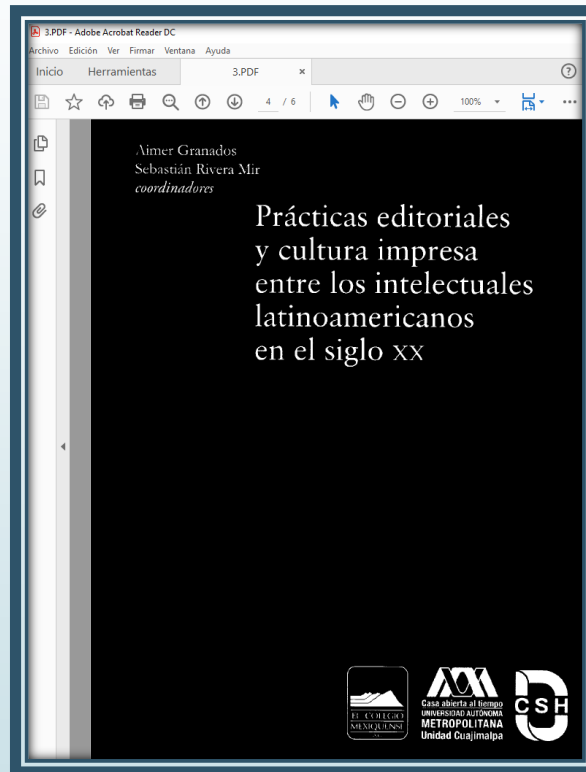 3.PDF - Adobe Acrobat Reader DC
Archivo Edición Ver Firmar Ventana Ayuda
Inicio Herramientas 3.PDF ×
4 / 6 100%
Aimer Granados
Sebastián Rivera Mir
coordinadores
Prácticas editoriales
y cultura impresa
entre los intelectuales
latinoamericanos
en el siglo XX
EL COLEGIO
MEXIQUENSE
Casa abierta al tiempo
UNIVERSIDAD AUTÓNOMA
METROPOLITANA
Unidad Cuajimalpa
CSH